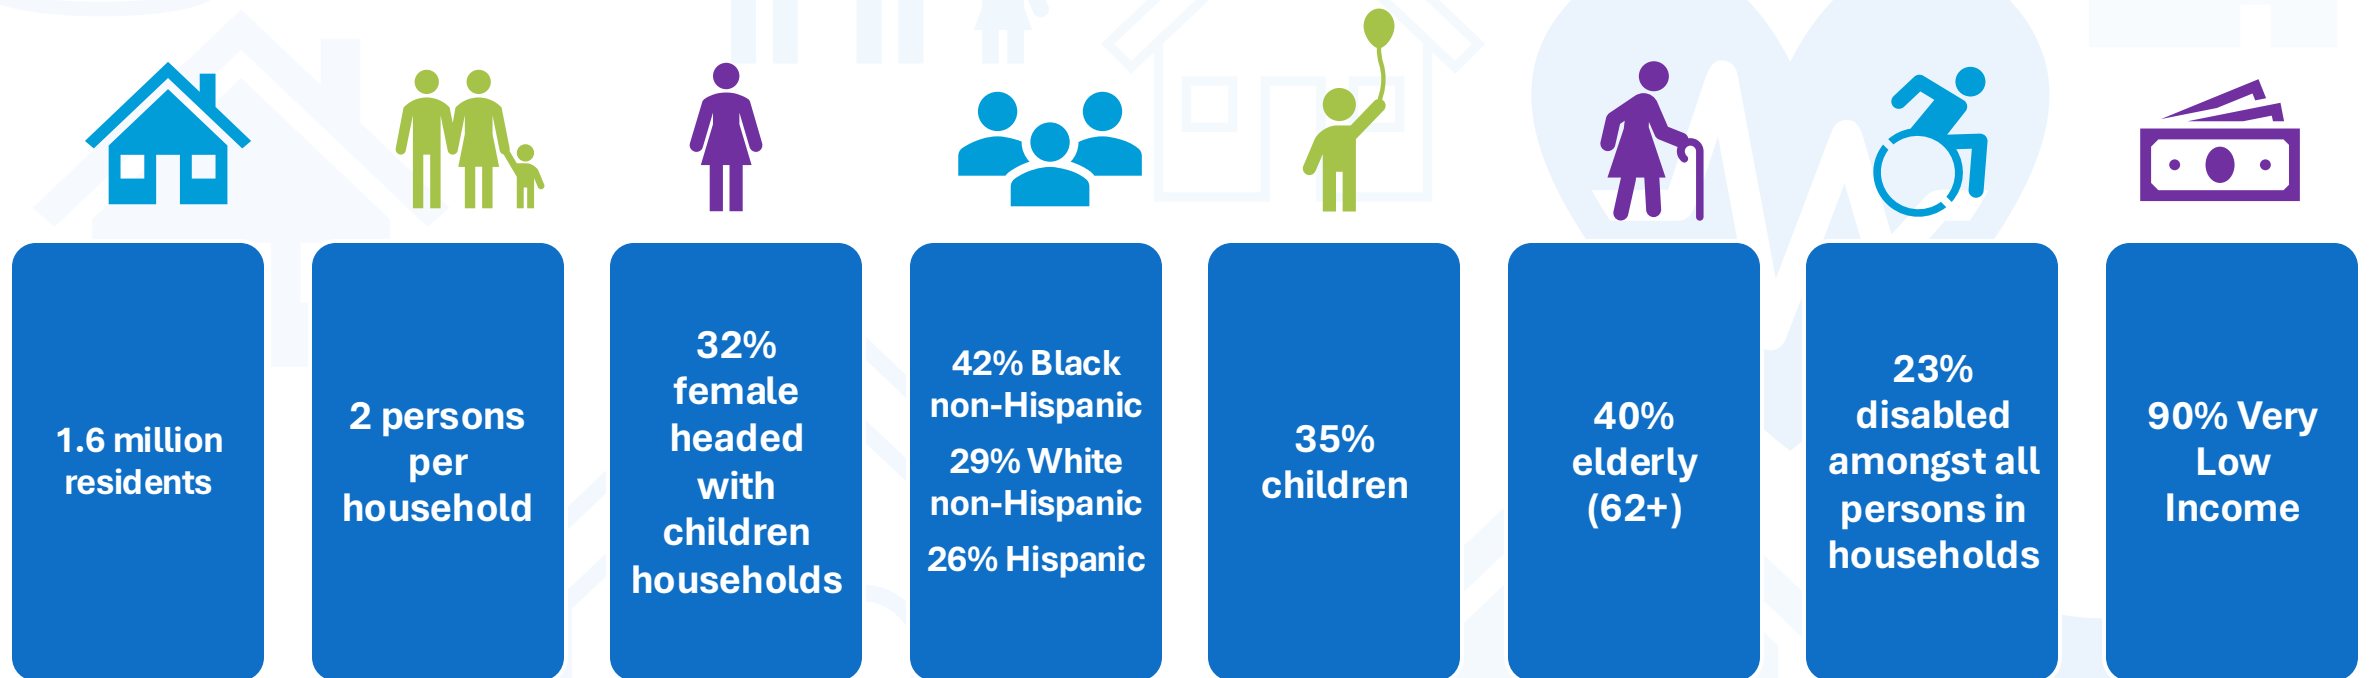 1.6 million
residents
2 persons
per
household
32%
female
headed
with
children
households
42% Black
non-Hispanic
29% White
non-Hispanic
26% Hispanic
35%
children
40%
elderly
(62+)
23%
disabled
amongst all
persons in
households
90% Very
Low
Income